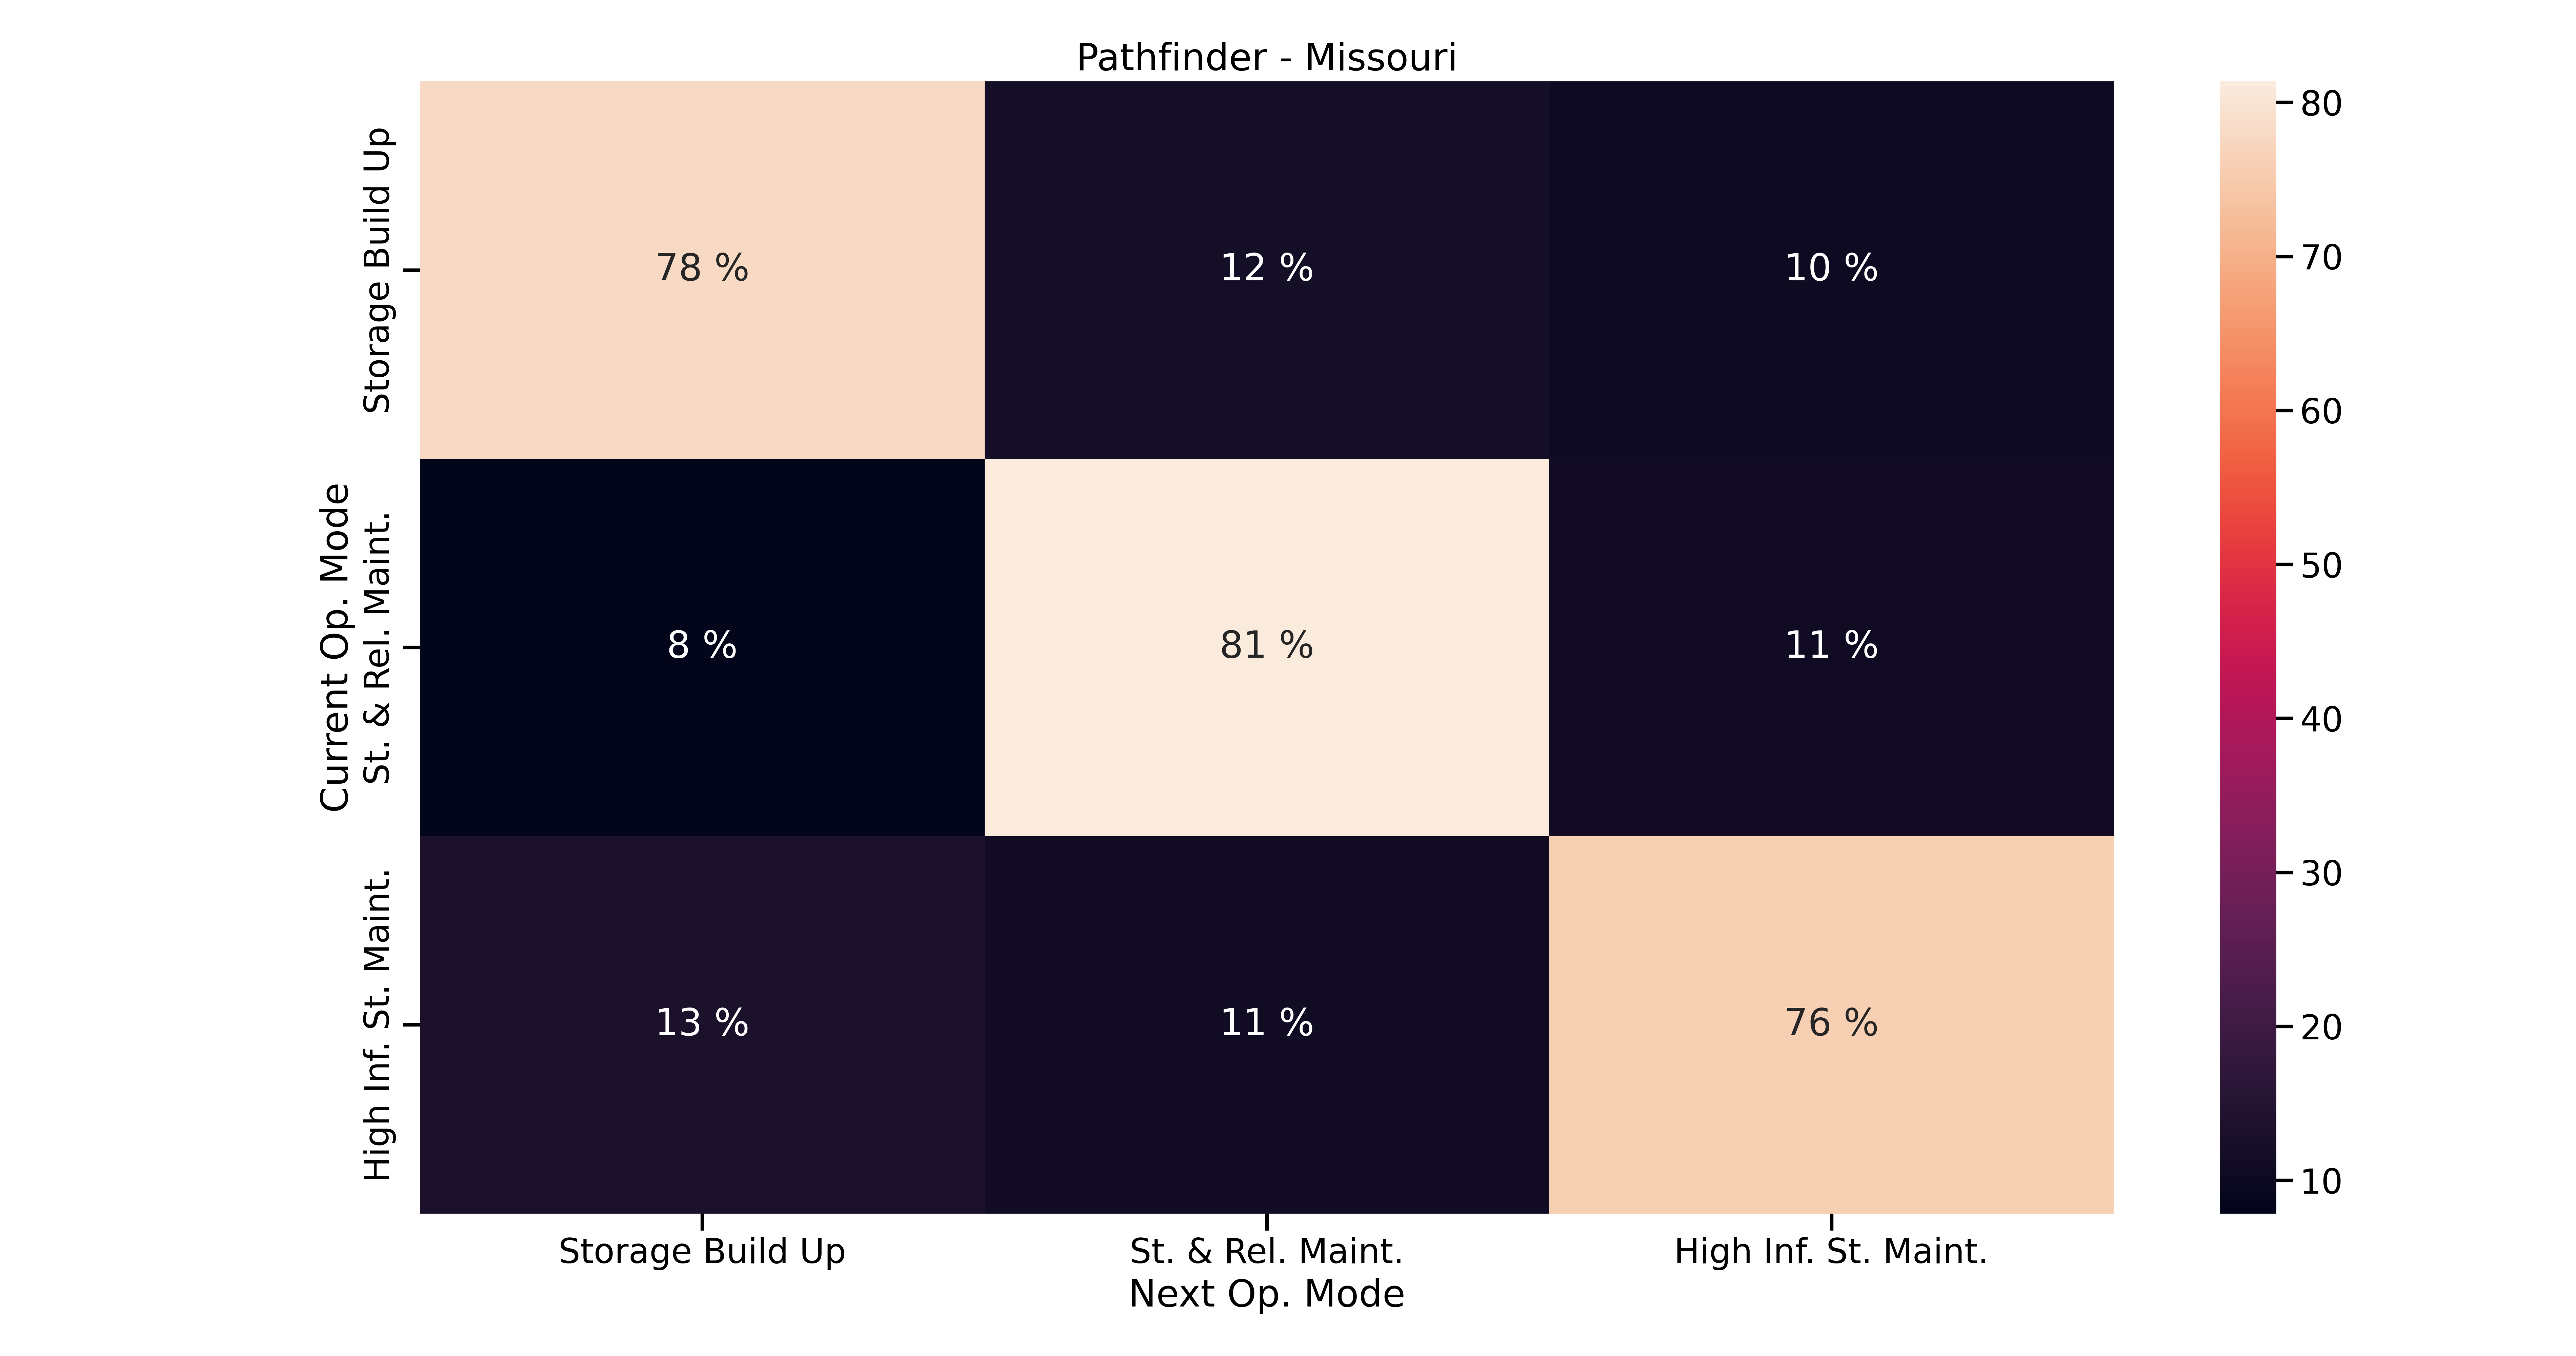 Pathfinder - Missouri
Current Op. Mode
Storage Build Up
St. & Rel. Maint.
High Inf. St. Maint.
78 %
12 %
10 %
8 %
81 %
11 %
13 %
11 %
76 %
Storage Build Up
St. & Rel. Maint.
High Inf. St. Maint.
Next Op. Mode
80
70
60
50
40
30
20
10